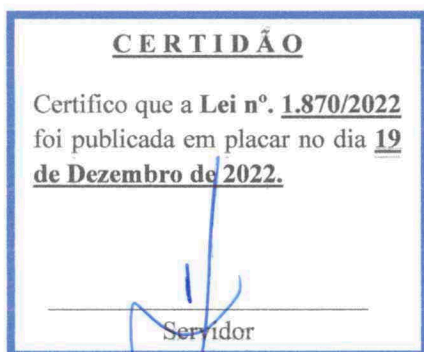 CERTIDÃO
Certifico que a Lei nº. 1.870/2022
foi publicada em placar no dia 19
de Dezembro de 2022.
Servidor